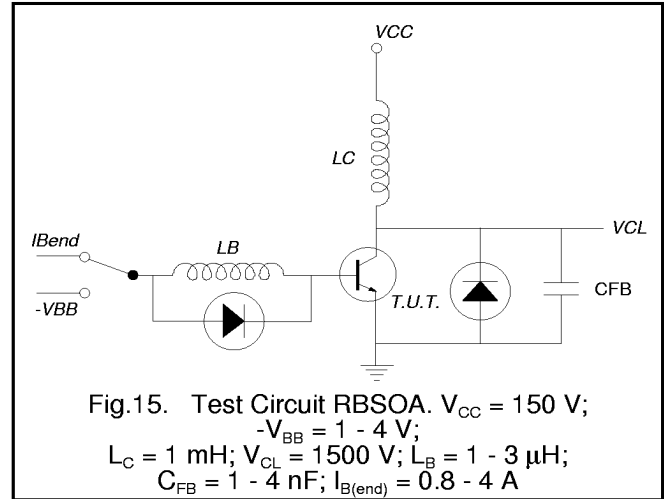 VCC
LC
IBend
LB
VCL
-VBB
T.U.T.
CFB
Fig.15. Test Circuit RBSOA. VCC = 150 V;
-VBB = 1 - 4 V;
LC = 1 mH; VCL = 1500 V; LB = 1 - 3 μH;
CFB = 1 - 4 nF; IB(end) = 0.8 - 4 A